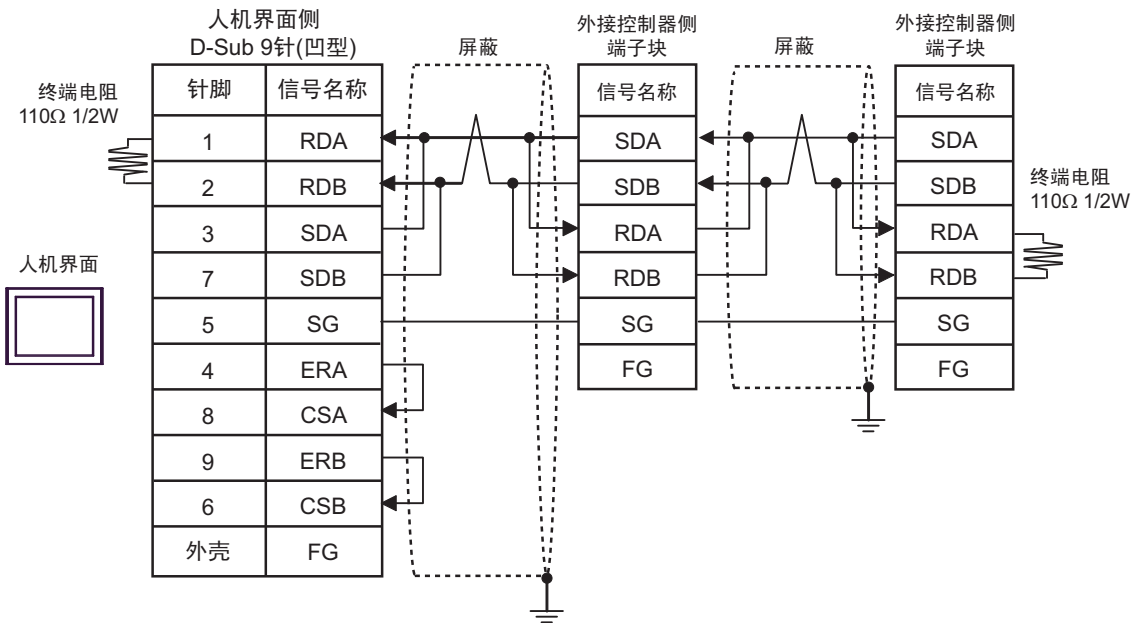 人机界面侧
D-Sub 9针(凹型)
屏蔽
外接控制器侧
端子块
屏蔽
外接控制器侧
端子块
终端电阻
110Ω 1/2W
针脚 信号名称
1 RDA
2 RDB
3 SDA
7 SDB
5 SG
4 ERA
8 CSA
9 ERB
6 CSB
外壳 FG
人机界面
信号名称
SDA
SDB
RDA
RDB
SG
FG
信号名称
SDA
SDB
RDA
RDB
SG
FG
终端电阻
110Ω 1/2W